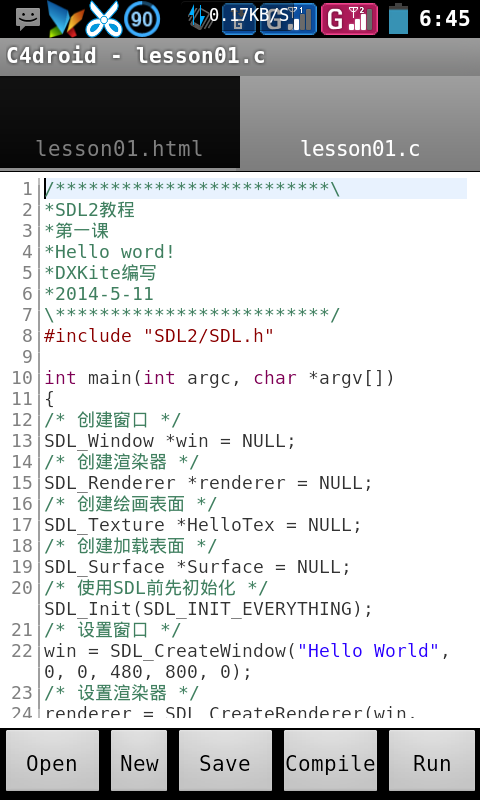 90
0.17KB/S
G
G
1
G
2
6:45
C4droid - lesson01.c
lesson01.html
lesson01.c
1 /*************************\
2 *SDL2教程
3 *第一课
4 *Hello word!
5 *DXKite编写
6 *2014-5-11
7 \*************************/
8 #include "SDL2/SDL.h"
9
10 int main(int argc, char *argv[])
11 {
12 /* 创建窗口 */
13 SDL_Window *win = NULL;
14 /* 创建渲染器 */
15 SDL_Renderer *renderer = NULL;
16 /* 创建绘画表面 */
17 SDL_Texture *HelloTex = NULL;
18 /* 创建加载表面 */
19 SDL_Surface *Surface = NULL;
20 /* 使用SDL前先初始化 */
SDL_Init(SDL_INIT_EVERYTHING);
21 /* 设置窗口 */
22 win = SDL_CreateWindow("Hello World",
0, 0, 480, 800, 0);
23 /* 设置渲染器 */
24 renderer = SDL_CreateRenderer(win,
Open
New
Save
Compile
Run